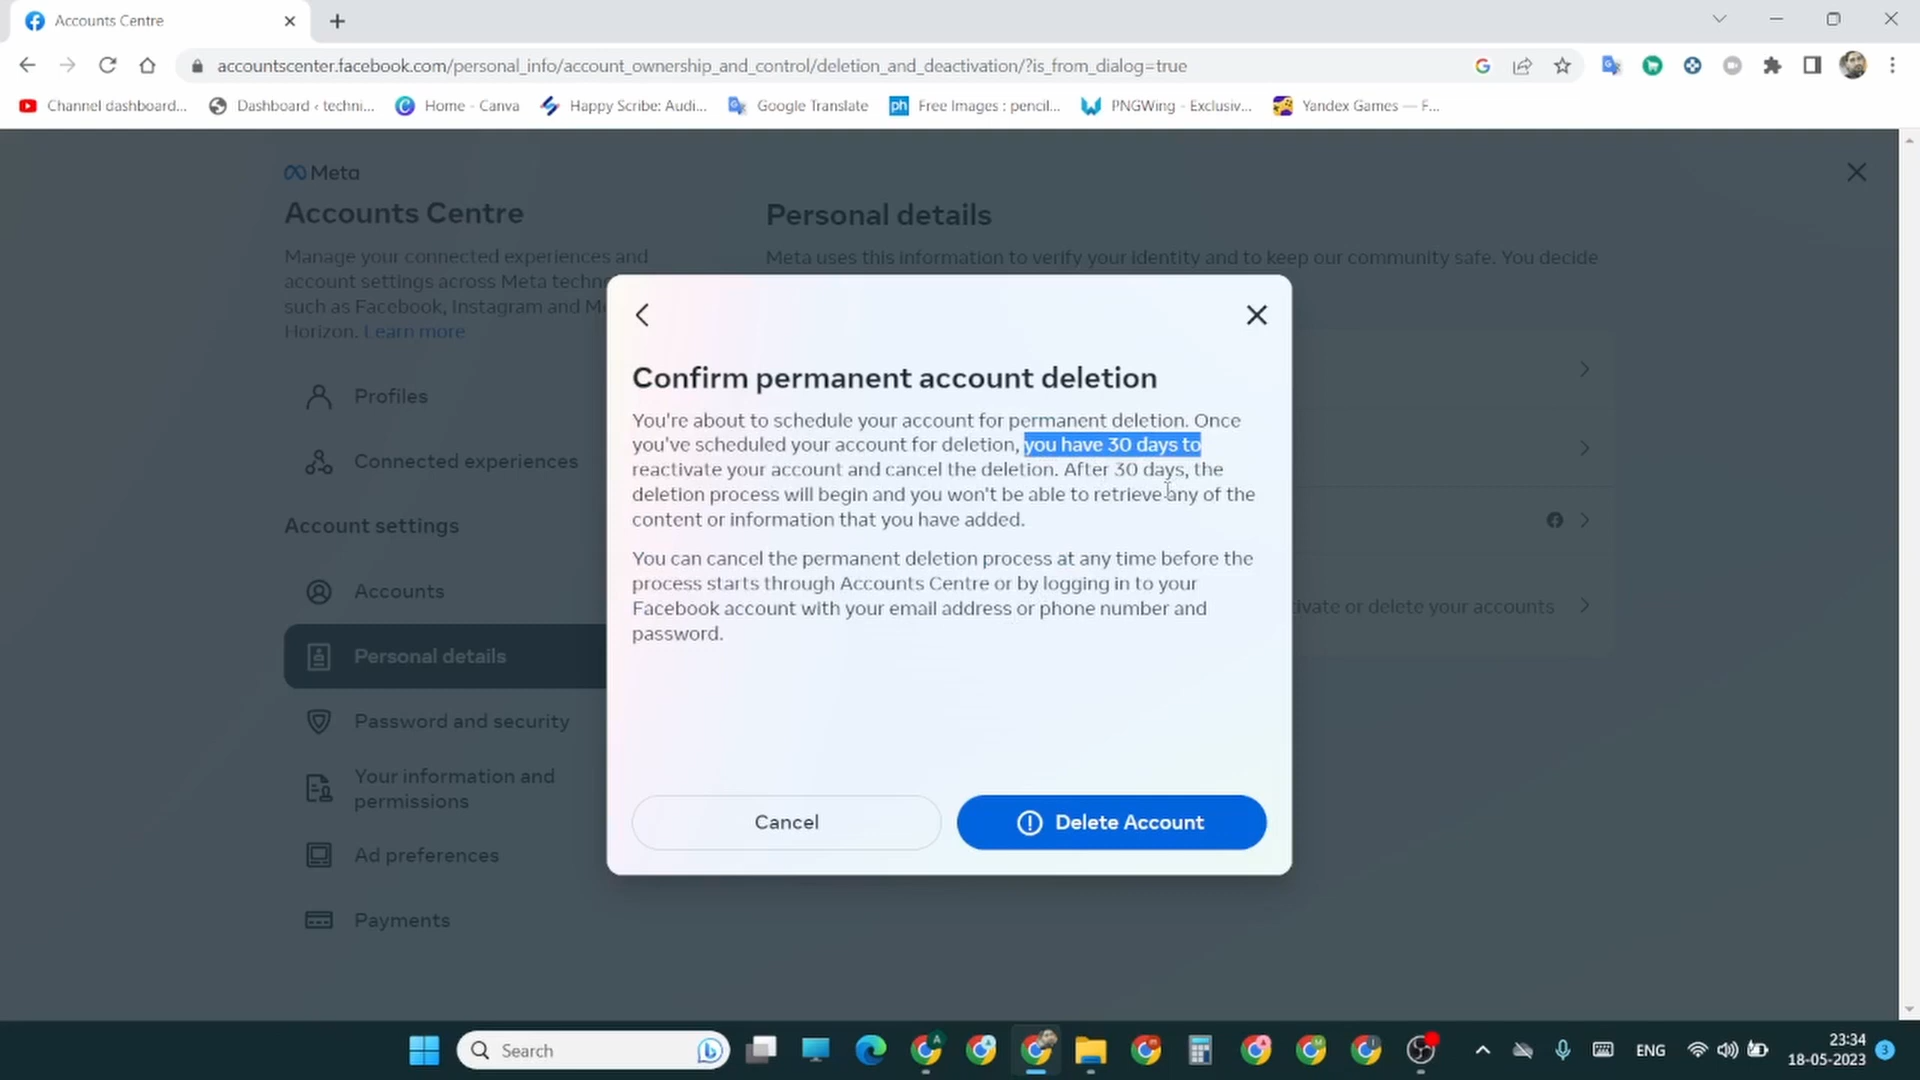 Accounts Centre
accountscenter.facebook.com/personal_info/account_ownership_and_control/deletion_and_deactivation/?is_from_dialog=true
Channel dashboard...
Dashboard ‹ techni...
Home - Canva
Happy Scribe: Audi...
Google Translate
ph
Free Images : pencil...
PNGWing - Exclusiv...
Yandex Games — F...
Meta
Accounts Centre
Manage your connected experiences and
account settings across Meta techn
such as Facebook, Instagram and M
Horizon. Learn more
Profiles
Connected experiences
Account settings
Accounts
Personal details
Password and security
Your information and
permissions
Ad preferences
Payments
Personal details
Meta uses this information to verify your identity and to keep our community safe. You decide
ivate or delete your accounts
Confirm permanent account deletion
You're about to schedule your account for permanent deletion. Once
you've scheduled your account for deletion, you have 30 days to
reactivate your account and cancel the deletion. After 30 days, the
deletion process will begin and you won't be able to retrieve any of the
content or information that you have added.
You can cancel the permanent deletion process at any time before the
process starts through Accounts Centre or by logging in to your
Facebook account with your email address or phone number and
password.
Cancel
Delete Account
Search
ENG
23:34
18-05-2023
3